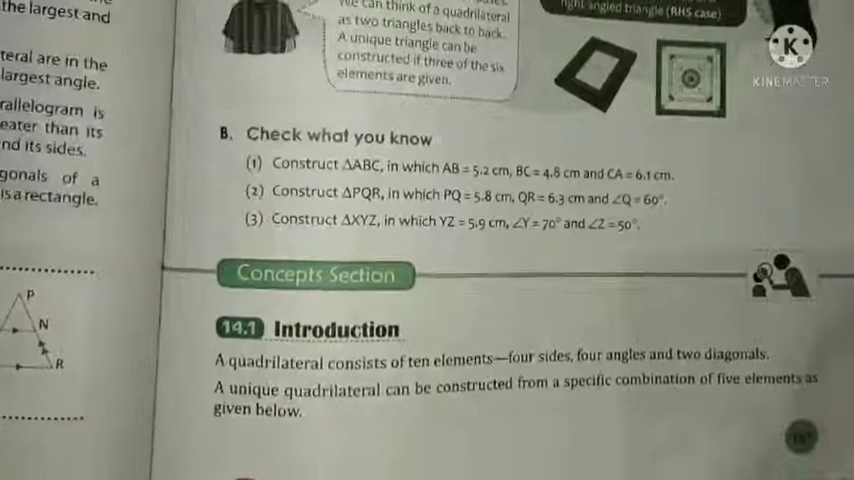 the largest and
teral are in the
largest angle.
rallelogram is
eater than its
nd its sides.
gonals of a
is a rectangle.
P
N
R
We can think of a quadrilateral
as two triangles back to back.
A unique triangle can be
constructed if three of the six
elements are given.
right angled triangle (RHS case)
K
KINEMASTER
B. Check what you know
(1) Construct ΔABC, in which AB = 5.2 cm, BC = 4.8 cm and CA = 6.1 cm.
(2) Construct ΔPQR, in which PQ = 5.8 cm, QR = 6.3 cm and ∠Q = 60°.
(3) Construct ΔXYZ, in which YZ = 5.9 cm, ∠Y = 70° and ∠Z = 50°.
Concepts Section
14.1 Introduction
A quadrilateral consists of ten elements—four sides, four angles and two diagonals.
A unique quadrilateral can be constructed from a specific combination of five elements as
given below.